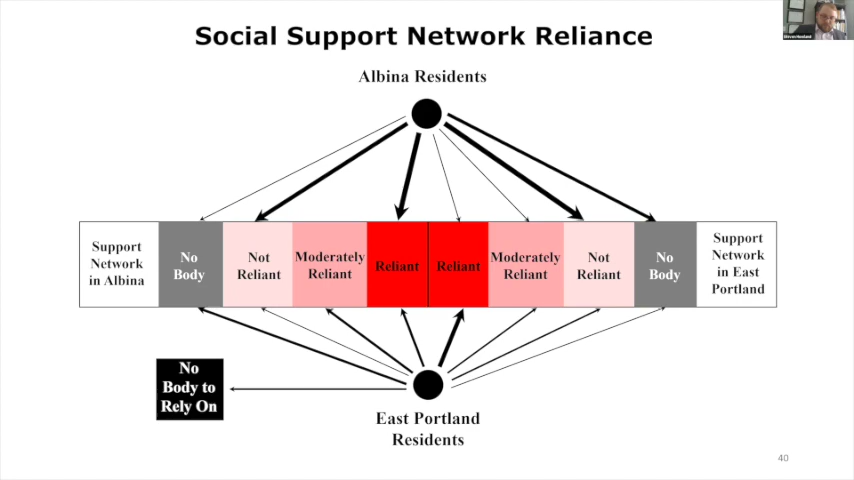 Social Support Network Reliance
Albina Residents
Support
Network
in Albina
No
Body
Not
Reliant
Moderately
Reliant
Reliant
Reliant
Moderately
Reliant
Not
Reliant
No
Body
Support
Network
in East
Portland
No
Body to
Rely On
East Portland
Residents
40